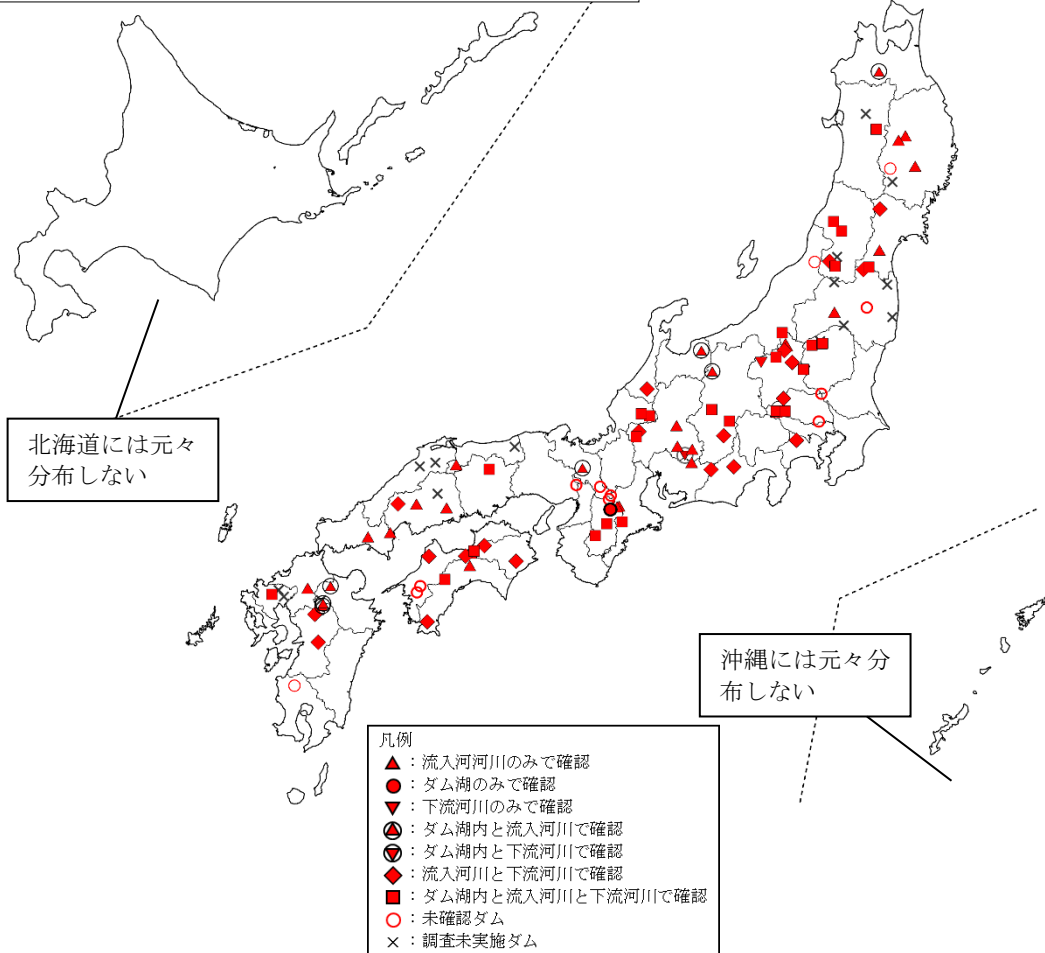 北海道には元々
分布しない
沖縄には元々分
布しない
凡例
：流入河河川のみで確認
：ダム湖のみで確認
：下流河川のみで確認
：ダム湖内と流入河川で確認
：ダム湖内と下流河川で確認
：流入河川と下流河川で確認
：ダム湖内と流入河川と下流河川で確認
：未確認ダム
：調査未実施ダム